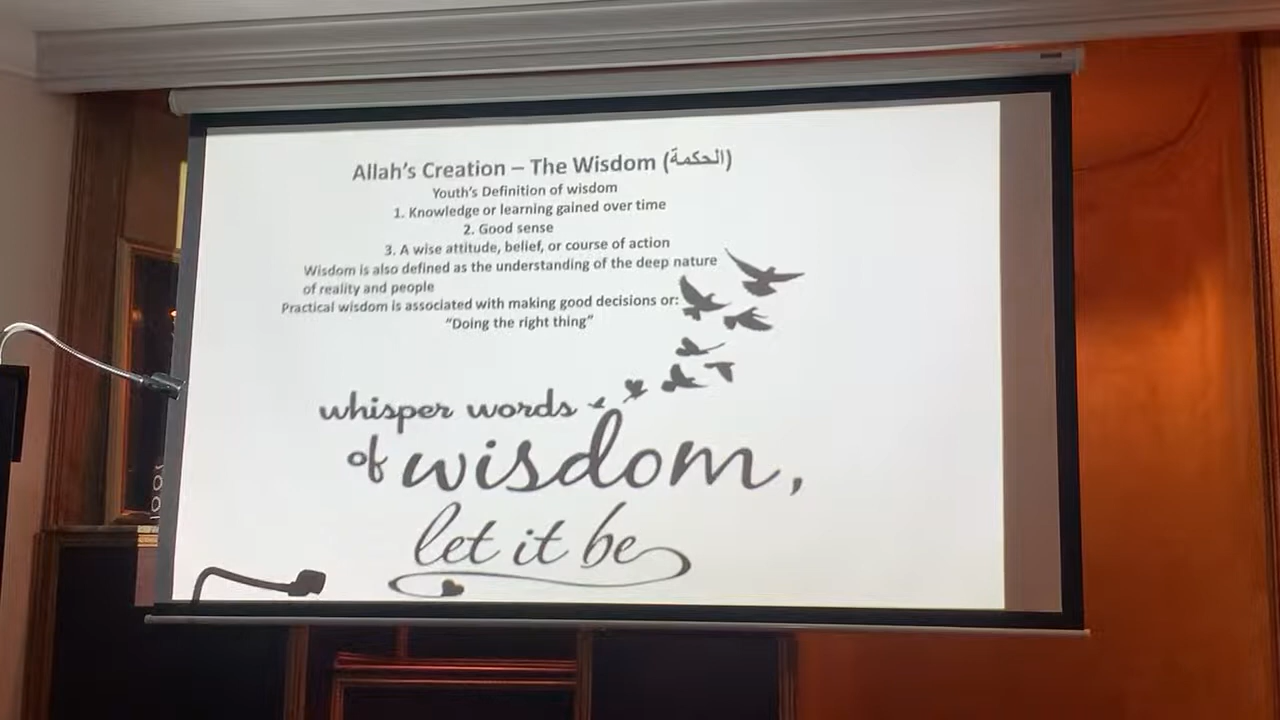 Allah's Creation – The Wisdom (الحكمة)
Youth's Definition of wisdom
1. Knowledge or learning gained over time
2. Good sense
3. A wise attitude, belief, or course of action
Wisdom is also defined as the understanding of the deep nature
of reality and people
Practical wisdom is associated with making good decisions or:
"Doing the right thing"
whisper words
of wisdom,
let it be